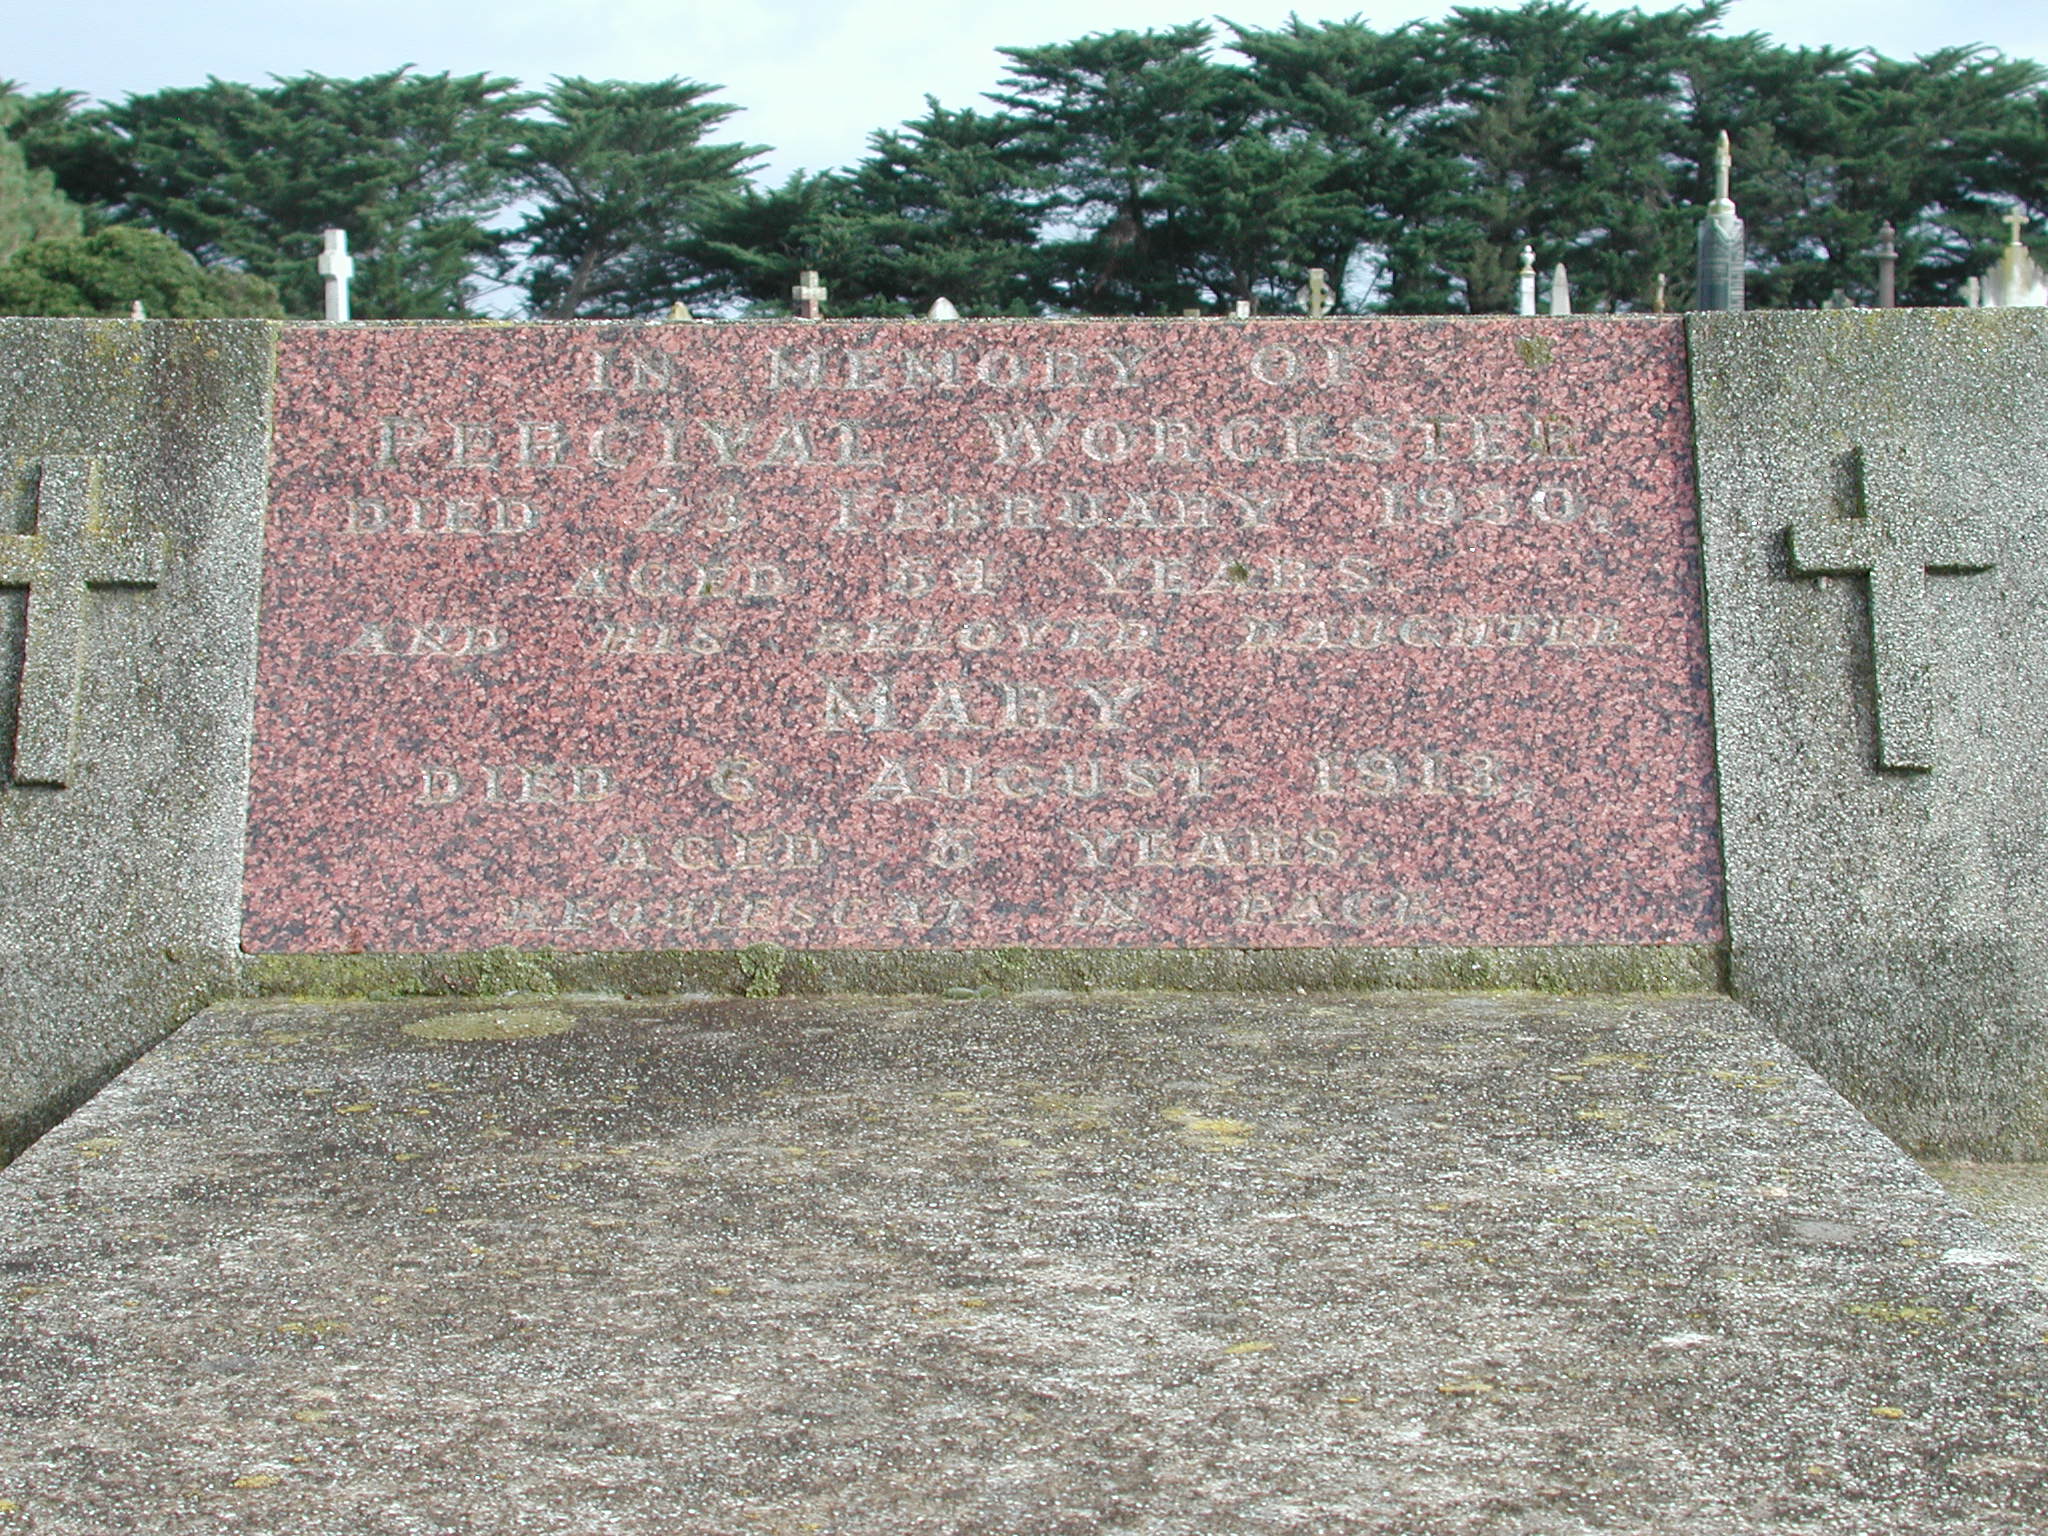 IN MEMORY OF
PERCIVAL WORCESTER
DIED 23 FEBRUARY 1930,
AGED 54 YEARS.
AND HIS BELOVED DAUGHTER
MARY
DIED 6 AUGUST 1913,
AGED YEARS.
REQUIESCAT IN PACE.